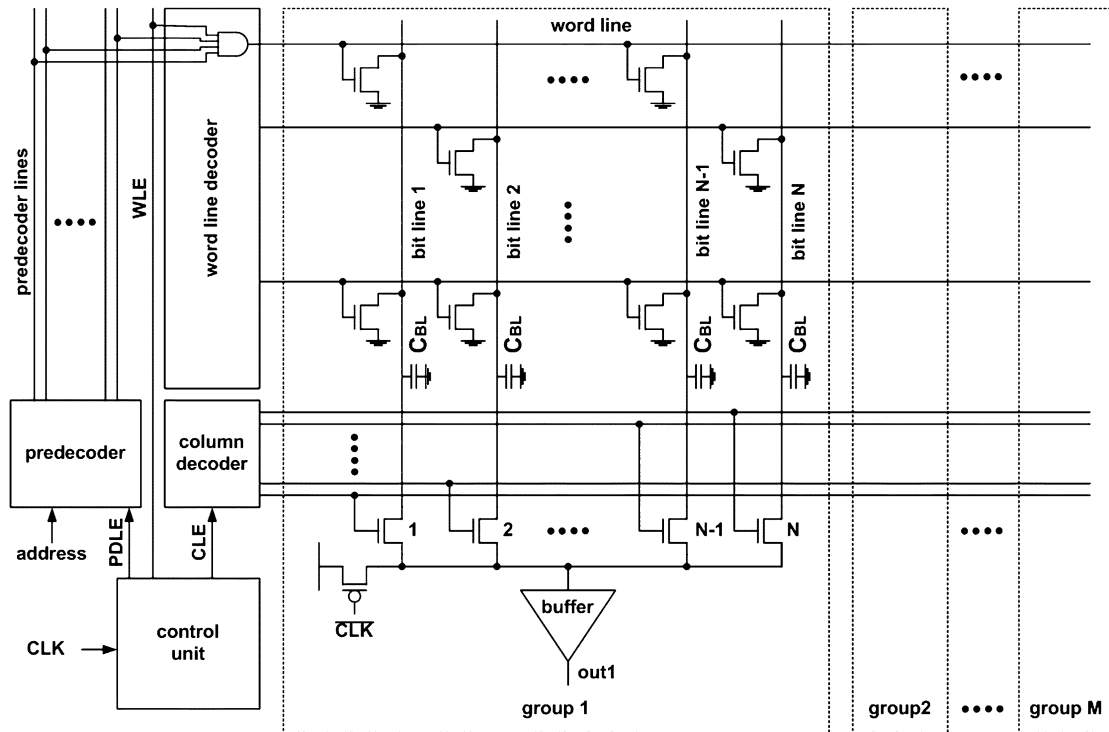 word line
predecoder lines
WLE
word line decoder
bit line 1
bit line 2
bit line N-1
bit line N
CBL
CBL
CBL
CBL
predecoder
column
decoder
address
PDLE
CLE
1
2
N-1
N
CLK
buffer
CLK
control
unit
out1
group 1
group2
group M